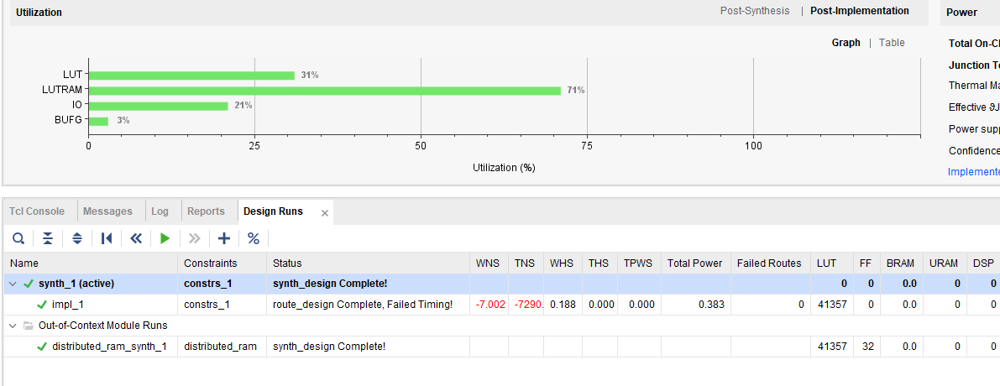 Utilization
Post-Synthesis | Post-Implementation
Graph | Table
LUT 31%
LUTRAM 71%
IO 21%
BUFG 3%
0 25 50 75 100
Utilization (%)
Power
Total On-Cl
Junction Te
Thermal Ma
Effective ϑJ
Power supp
Confidence
Implemente
Tcl Console Messages Log Reports Design Runs
%
Name Constraints Status WNS TNS WHS THS TPWS Total Power Failed Routes LUT FF BRAM URAM DSP
synth_1 (active) constrs_1 synth_design Complete! 0 0 0.0 0 0
impl_1 constrs_1 route_design Complete, Failed Timing! -7.002 -7290. 0.188 0.000 0.000 0.383 0 41357 0 0.0 0 0
Out-of-Context Module Runs
distributed_ram_synth_1 distributed_ram synth_design Complete! 41357 32 0.0 0 0